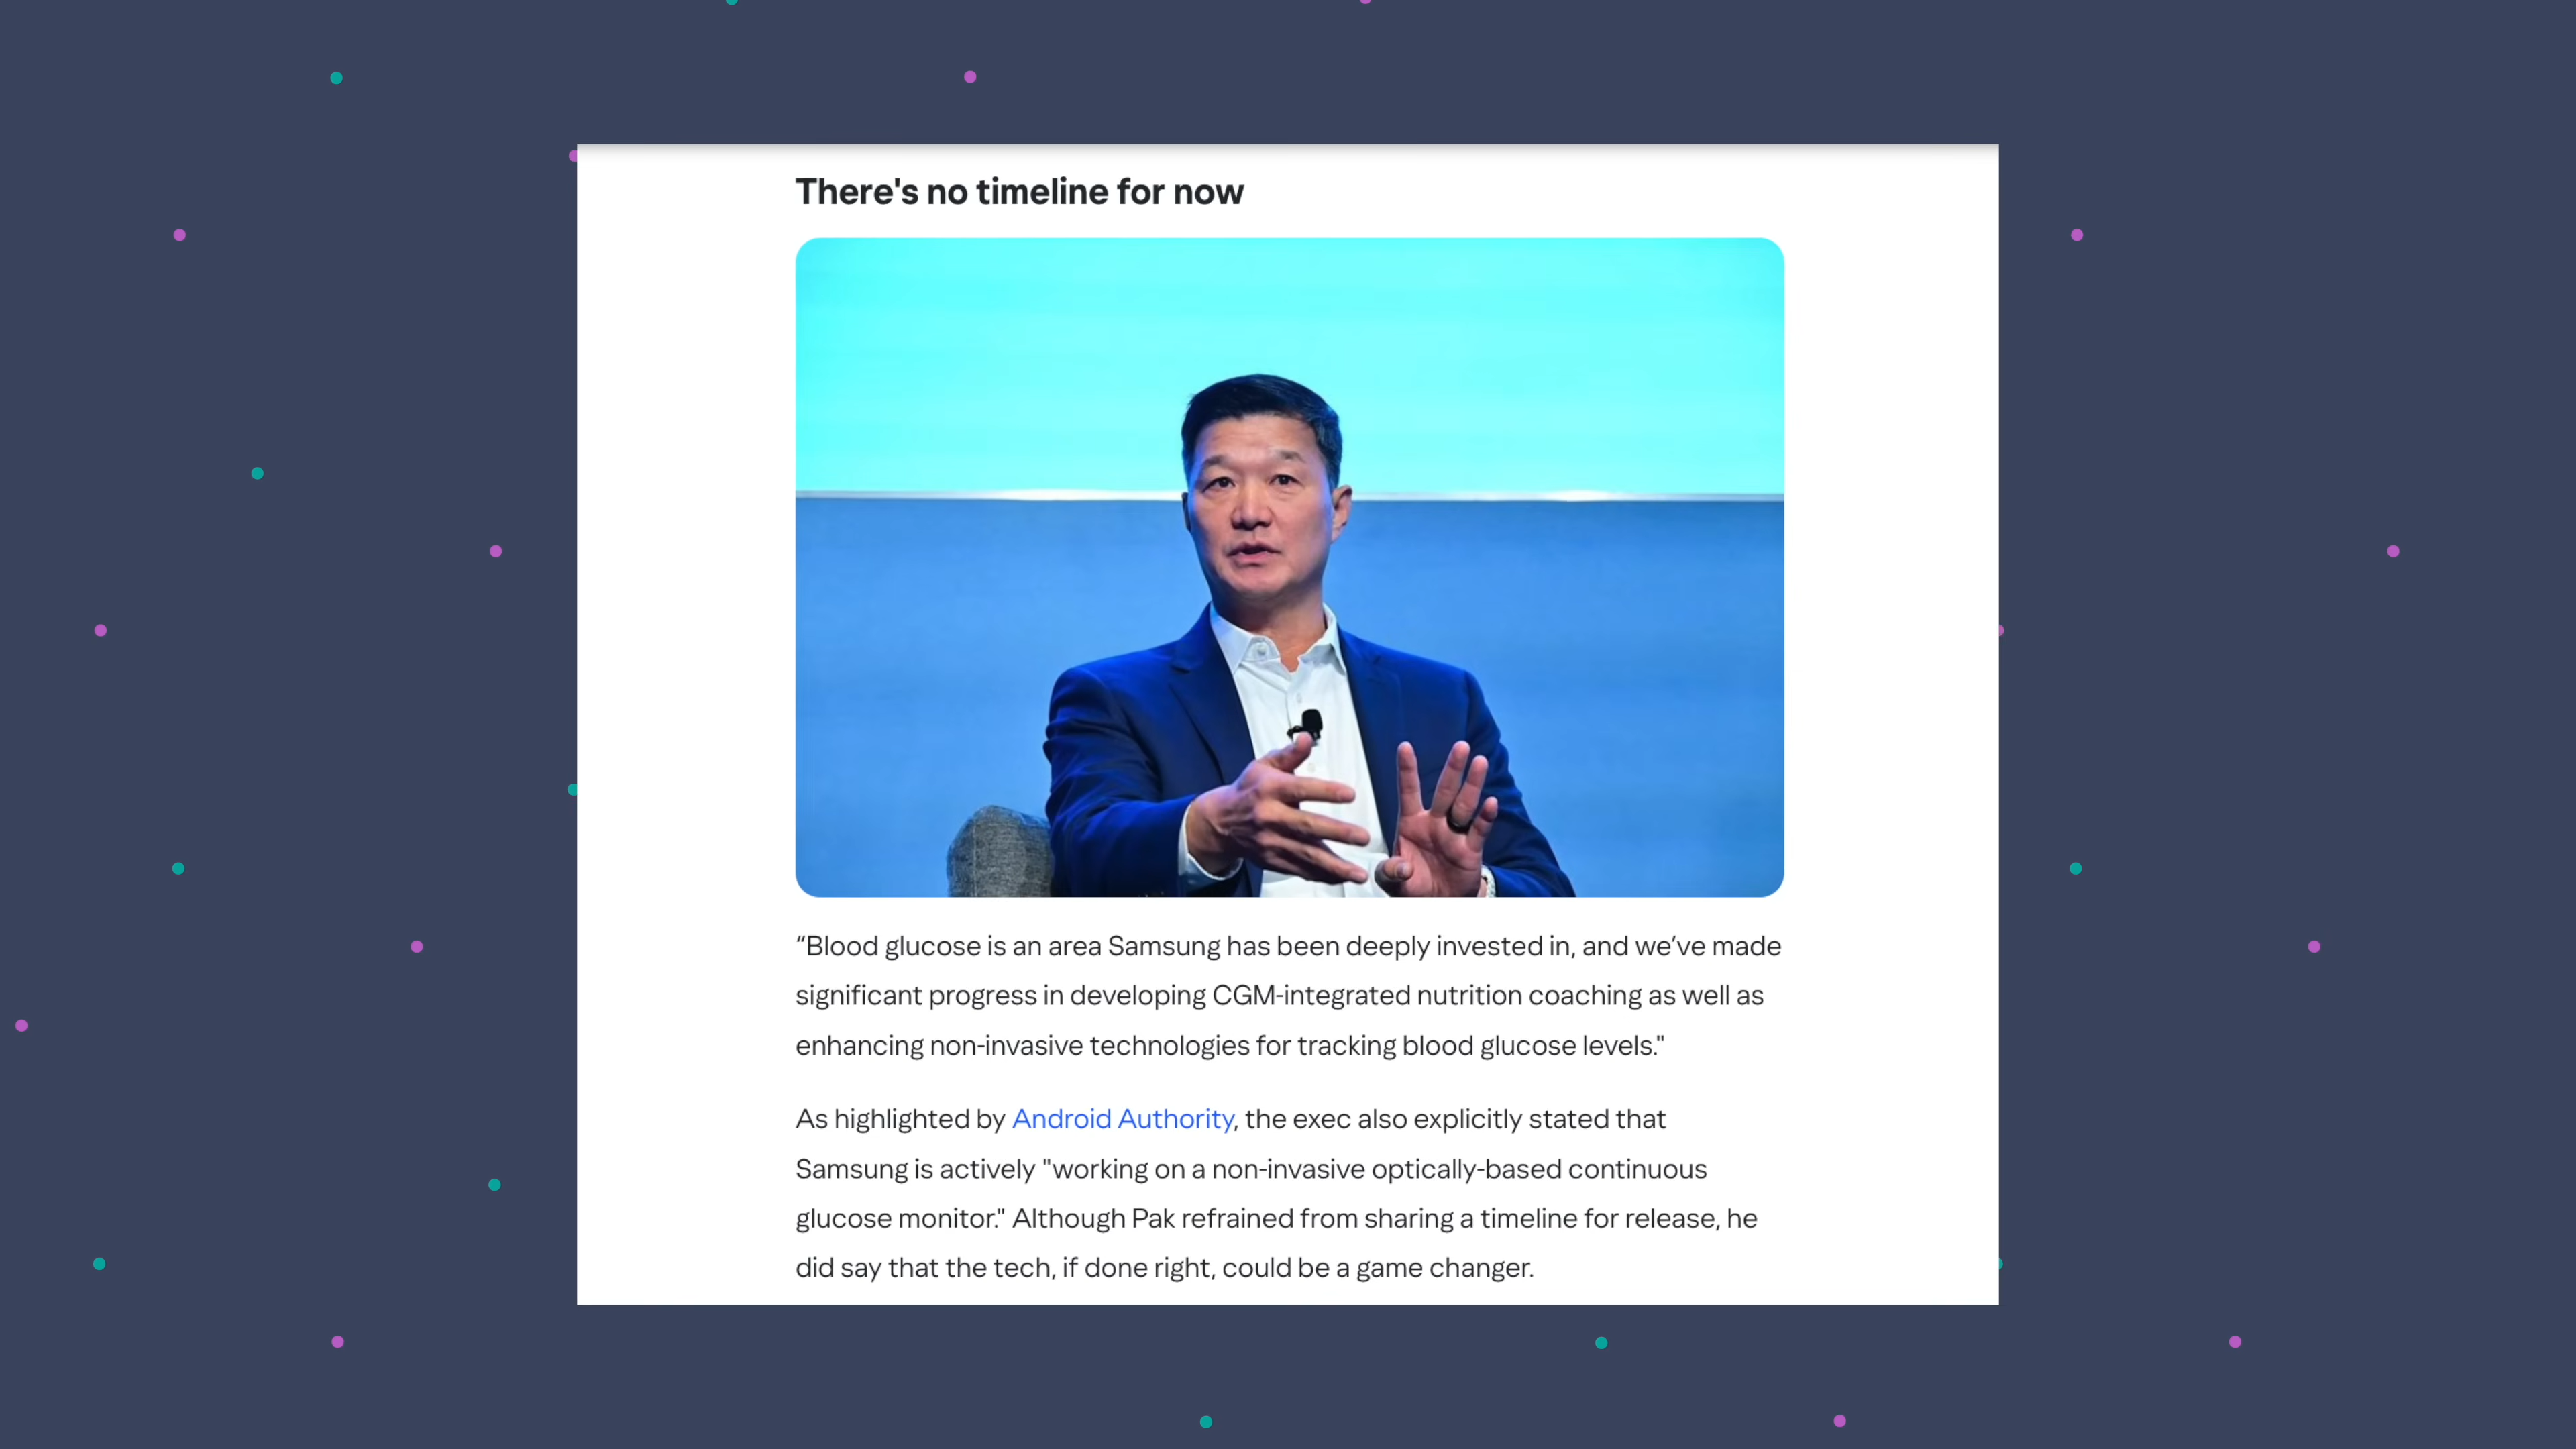 There's no timeline for now
“Blood glucose is an area Samsung has been deeply invested in, and we’ve made
significant progress in developing CGM-integrated nutrition coaching as well as
enhancing non-invasive technologies for tracking blood glucose levels."
As highlighted by Android Authority, the exec also explicitly stated that
Samsung is actively "working on a non-invasive optically-based continuous
glucose monitor." Although Pak refrained from sharing a timeline for release, he
did say that the tech, if done right, could be a game changer.